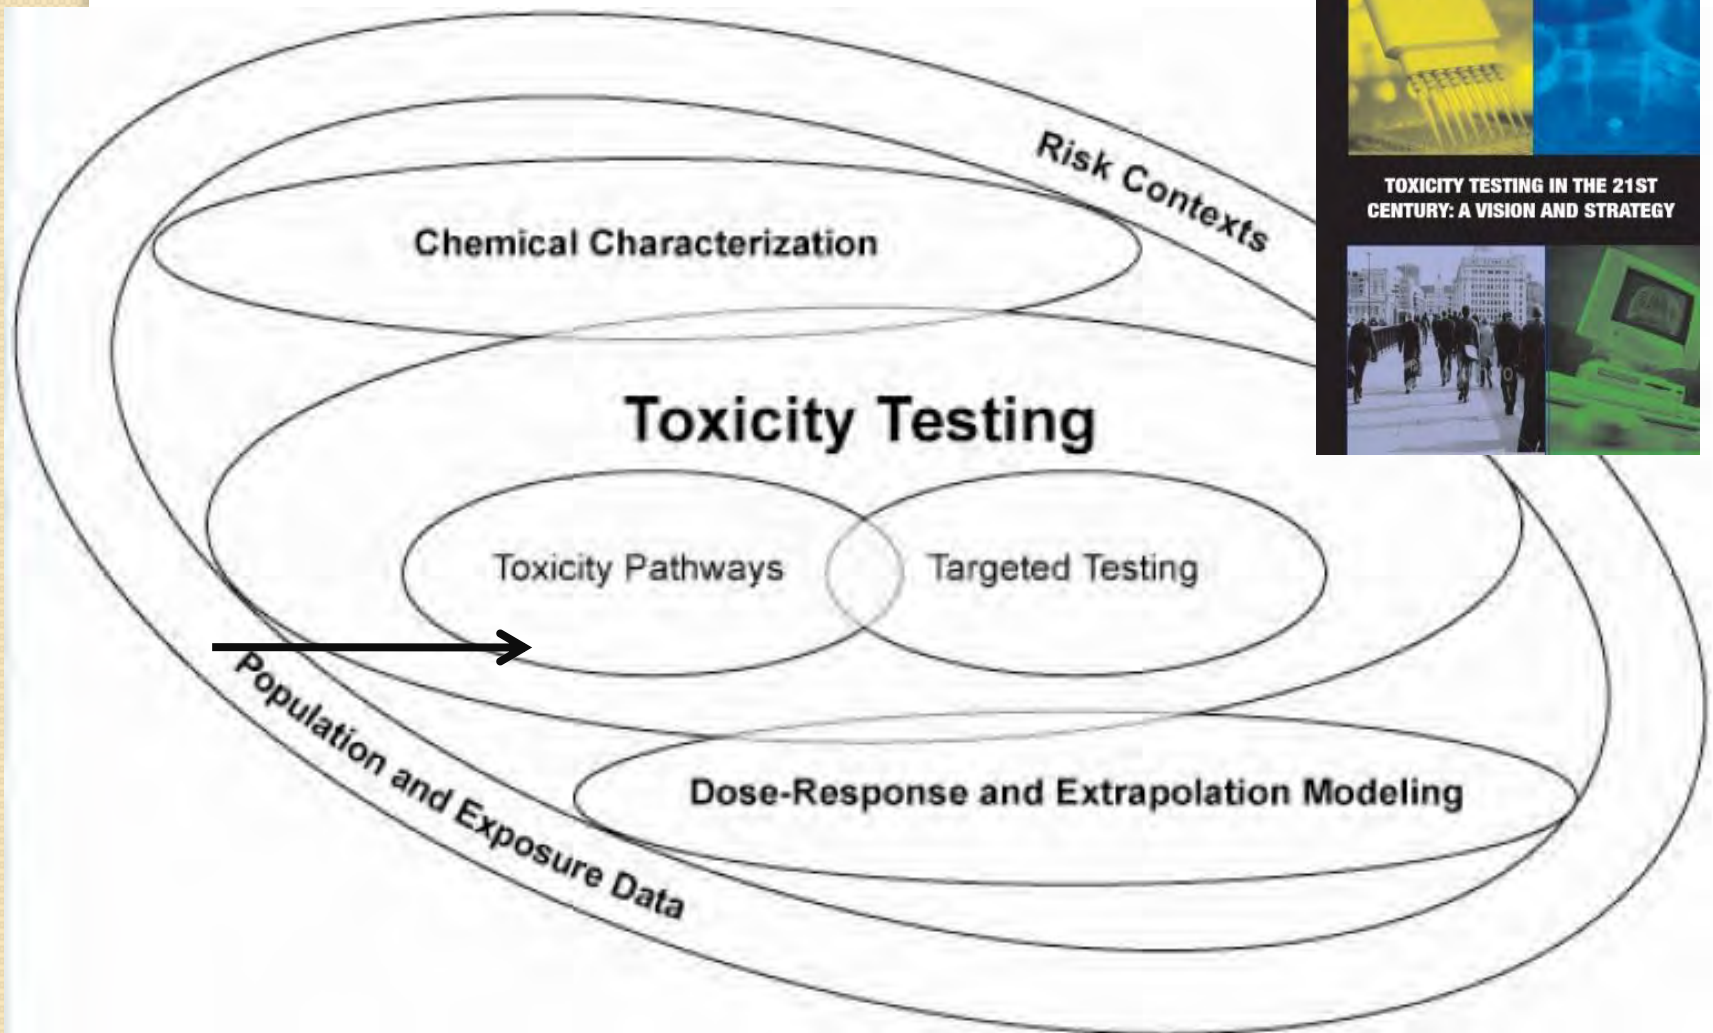 Risk Contexts
TOXICITY TESTING IN THE 21ST
CENTURY: A VISION AND STRATEGY
Chemical Characterization
Toxicity Testing
Toxicity Pathways
Targeted Testing
Population and Exposure Data
Dose-Response and Extrapolation Modeling